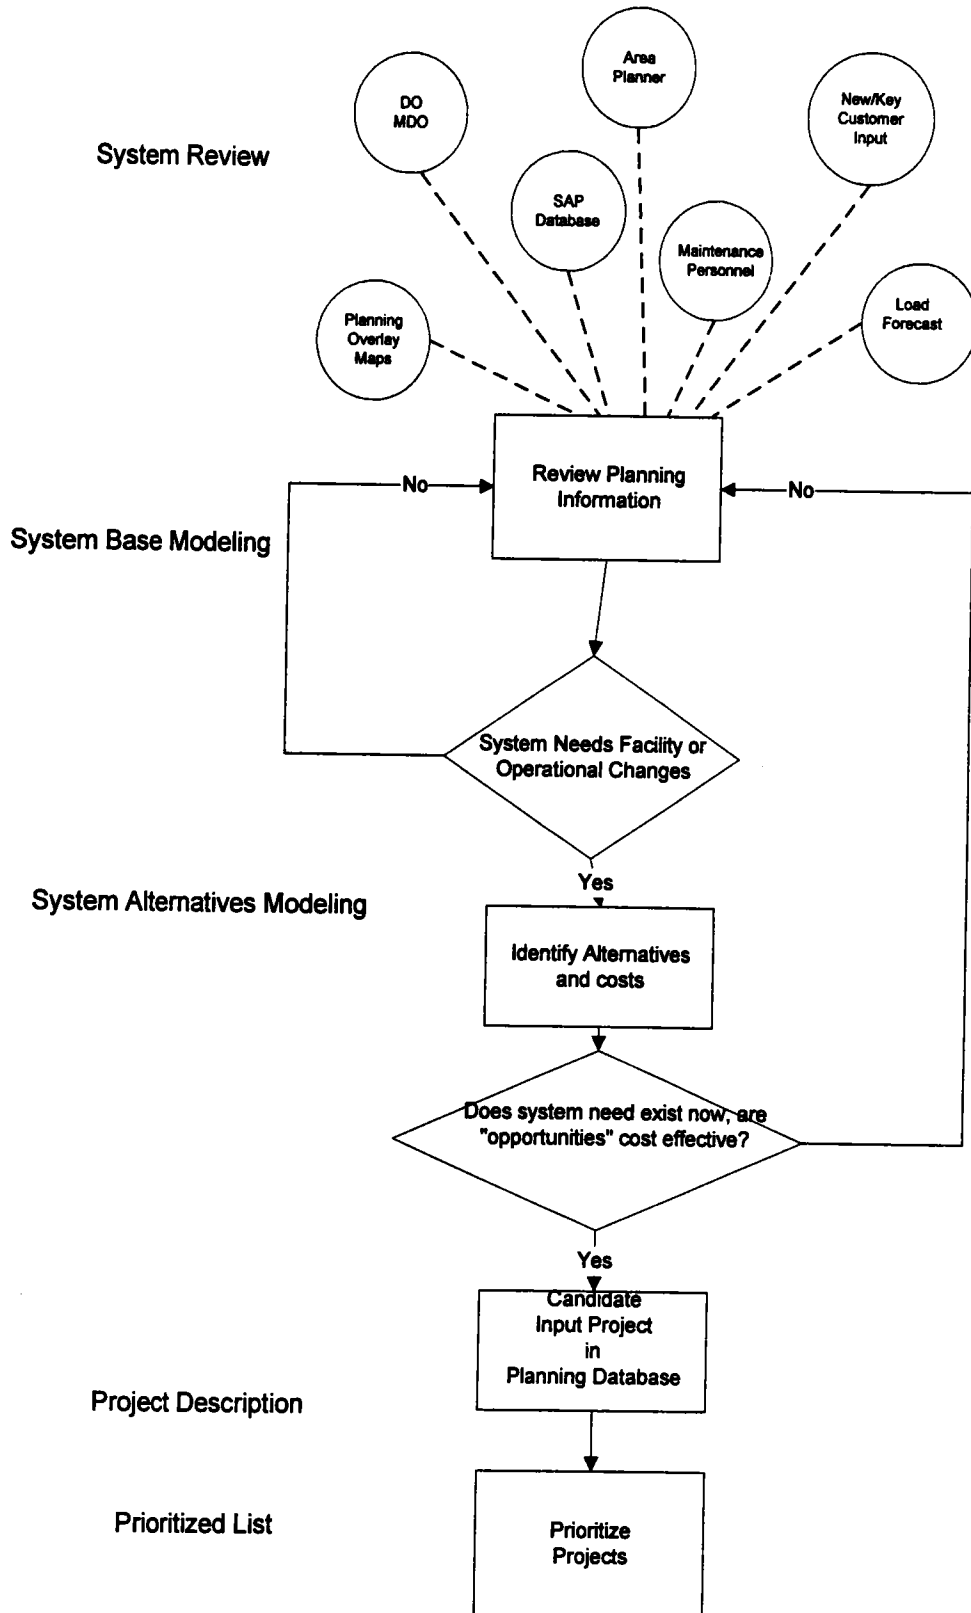 Area
Planner
DO
MDO
New/Key
Customer
Input
System Review
SAP
Database
Maintenance
Personnel
Planning
Overlay
Maps
Load
Forecast
Review Planning
Information
No
No
System Base Modeling
System Needs Facility or
Operational Changes
Yes
System Alternatives Modeling
Identify Alternatives
and costs
Does system need exist now, are
"opportunities" cost effective?
Yes
Candidate
Input Project
in
Planning Database
Project Description
Prioritized List
Prioritize
Projects